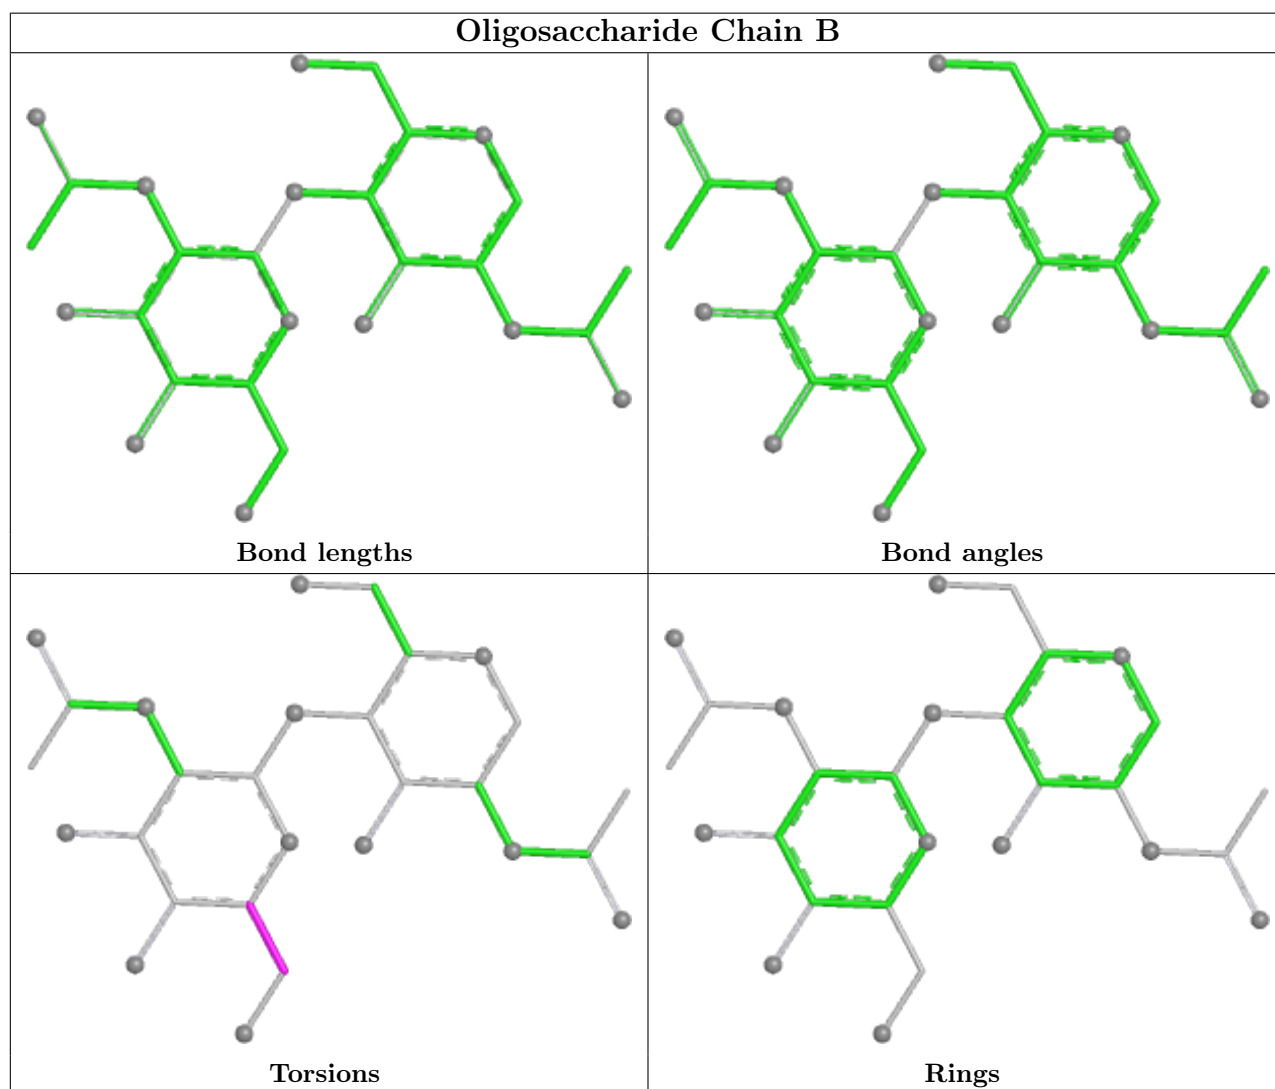 Oligosaccharide Chain B
Bond lengths
Bond angles
Torsions
Rings